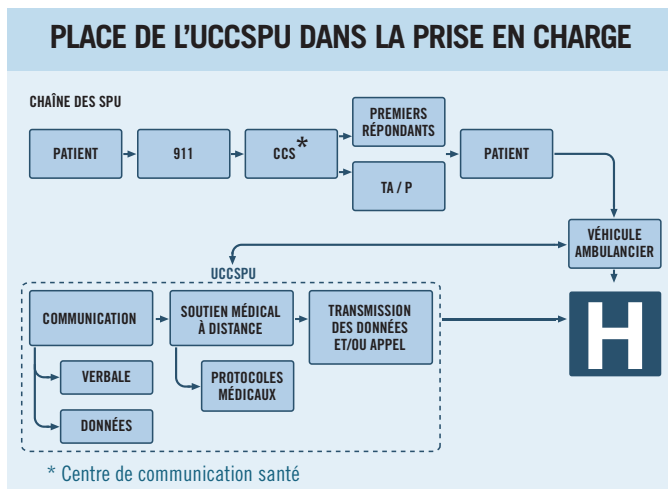 PLACE DE L'UCCSPU DANS LA PRISE EN CHARGE
CHAÎNE DES SPU
PATIENT
911
CCS*
PREMIERS
RÉPONDANTS
TA / P
PATIENT
VÉHICULE
AMBULANCIER
H
UCCSPU
COMMUNICATION
VERBALE
DONNÉES
SOUTIEN MÉDICAL
À DISTANCE
PROTOCOLES
MÉDICAUX
TRANSMISSION
DES DONNÉES
ET/OU APPEL
* Centre de communication santé